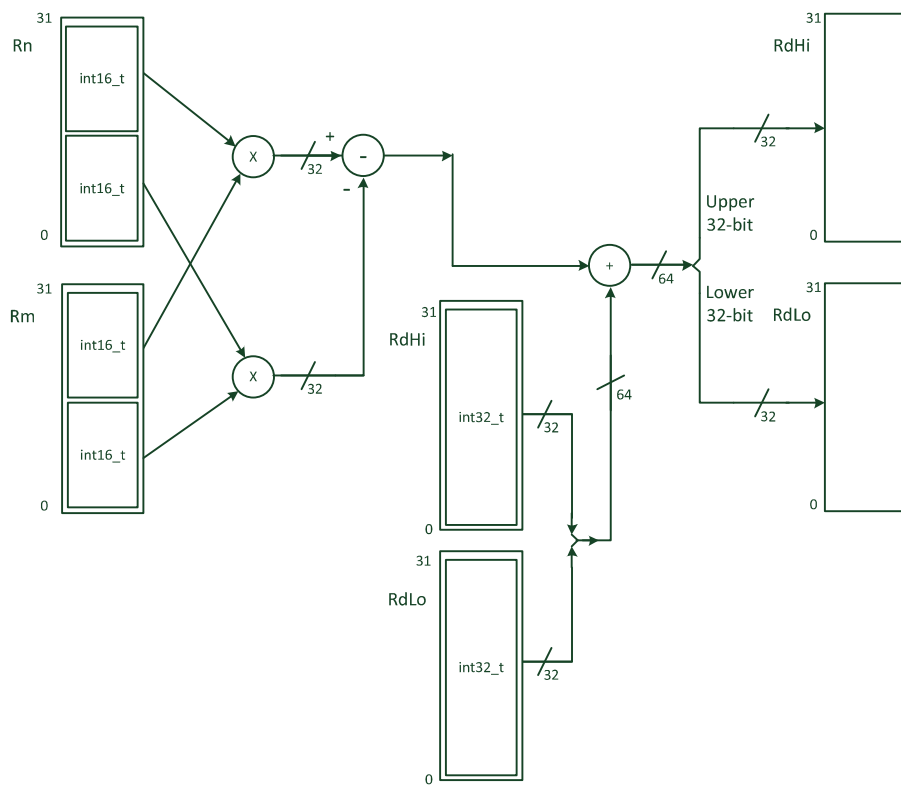 31
Rn
int16_t
int16_t
0
X
+
32
-
-
31
Rm
int16_t
int16_t
0
X
32
31
RdHi
int32_t
32
0
31
RdLo
int32_t
32
0
64
+
64
Upper
32-bit
Lower
32-bit
31
RdHi
32
0
31
RdLo
32
0